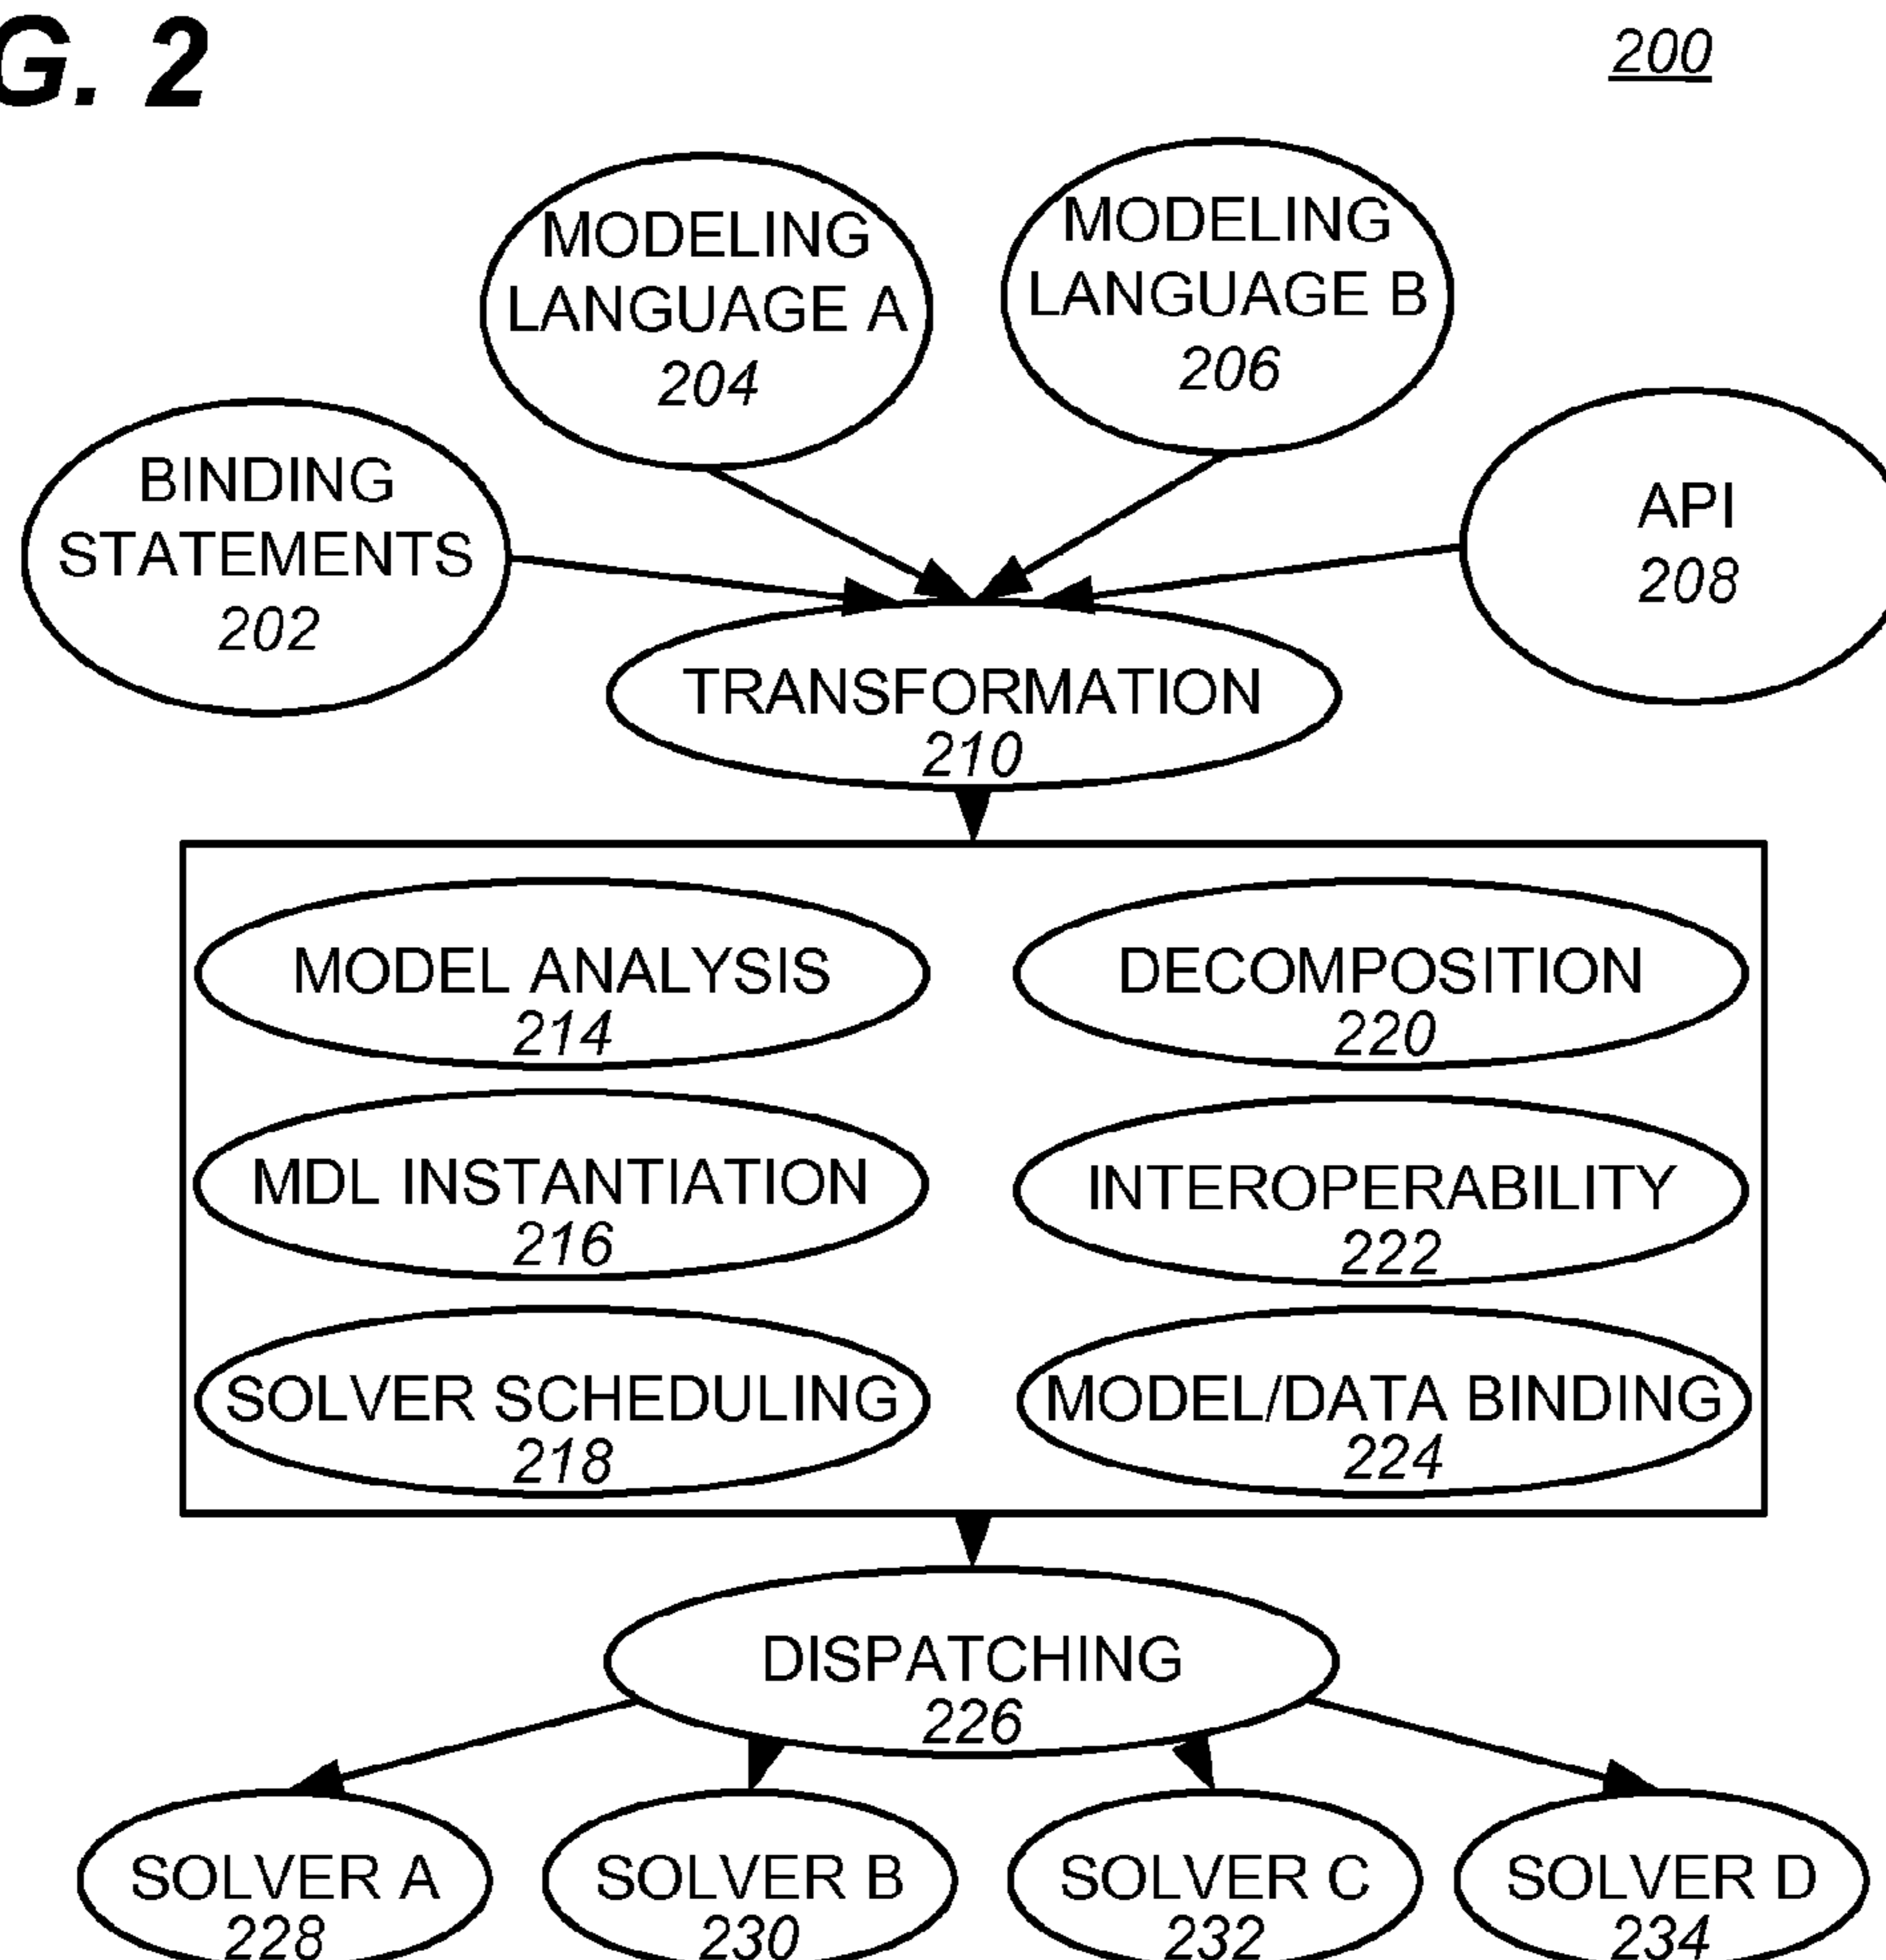 G. 2
200
MODELING
LANGUAGE A
204
MODELING
LANGUAGE B
206
BINDING
STATEMENTS
202
API
208
TRANSFORMATION
210
MODEL ANALYSIS
214
DECOMPOSITION
220
MDL INSTANTIATION
216
INTEROPERABILITY
222
SOLVER SCHEDULING
218
MODEL/DATA BINDING
224
DISPATCHING
226
SOLVER A
228
SOLVER B
230
SOLVER C
232
SOLVER D
234